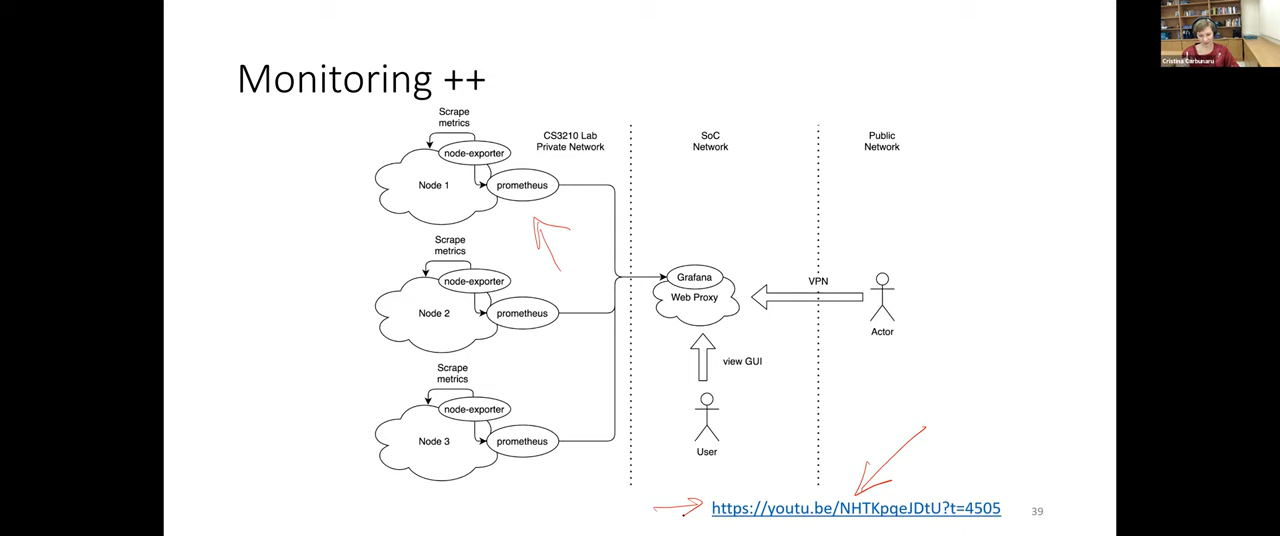 Cristina Carbunaru
Monitoring ++
Scrape
metrics
node-exporter
Node 1
prometheus
CS3210 Lab
Private Network
SoC
Network
Public
Network
Scrape
metrics
node-exporter
Node 2
prometheus
Grafana
Web Proxy
VPN
Actor
view GUI
User
Scrape
metrics
node-exporter
Node 3
prometheus
https://youtu.be/NHTKpqeJDtU?t=4505
39